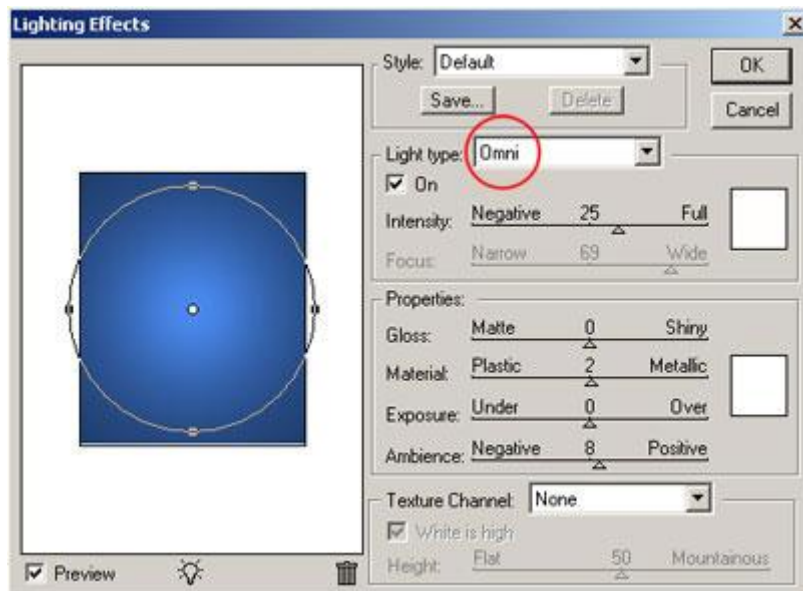 Lighting Effects
Style: Default
OK
Save... Delete
Cancel
Light type: Omni
On
Intensity: Negative 25 Full
Focus: Narrow 69 Wide
Properties:
Gloss: Matte 0 Shiny
Material: Plastic 2 Metallic
Exposure: Under 0 Over
Ambience: Negative 8 Positive
Texture Channel: None
White is high
Height: Flat 50 Mountainous
Preview